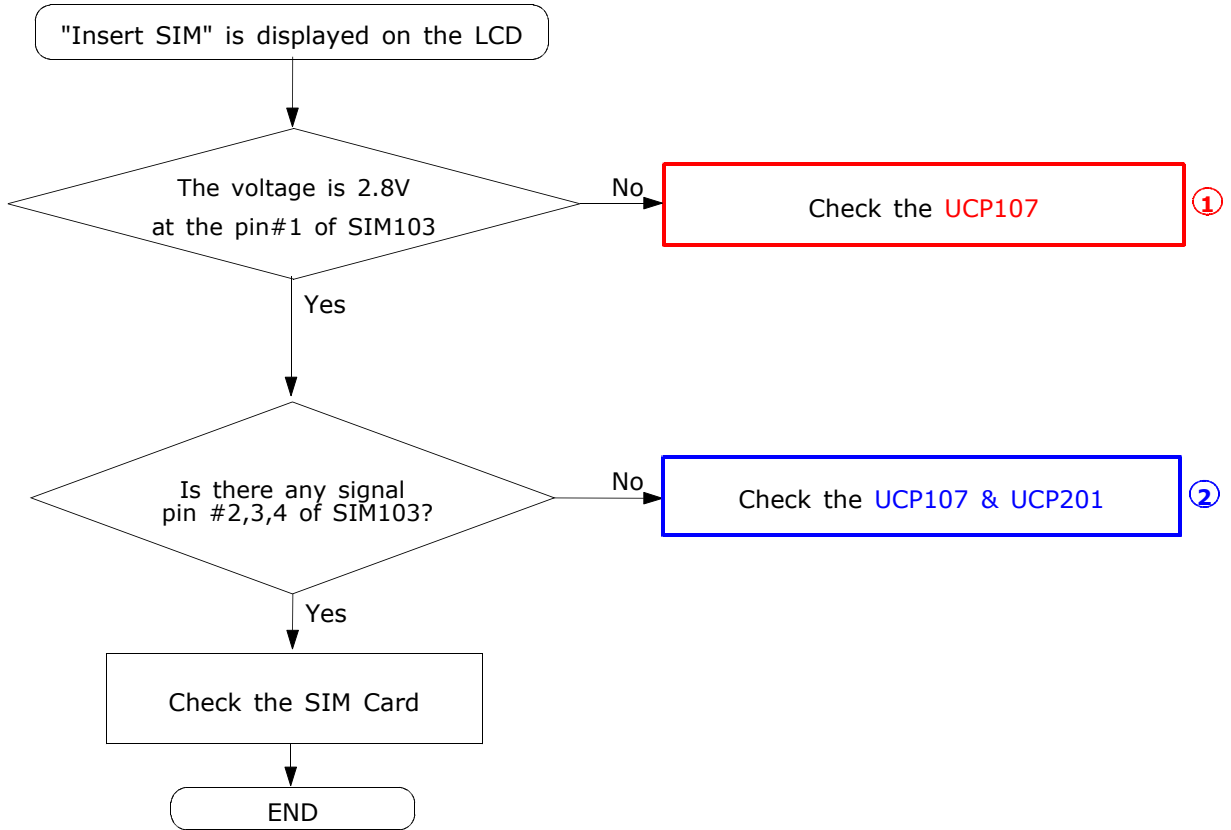 "Insert SIM" is displayed on the LCD
The voltage is 2.8V
at the pin#1 of SIM103
No
Check the UCP107
①
Yes
Is there any signal
pin #2,3,4 of SIM103?
No
Check the UCP107 & UCP201
②
Yes
Check the SIM Card
END